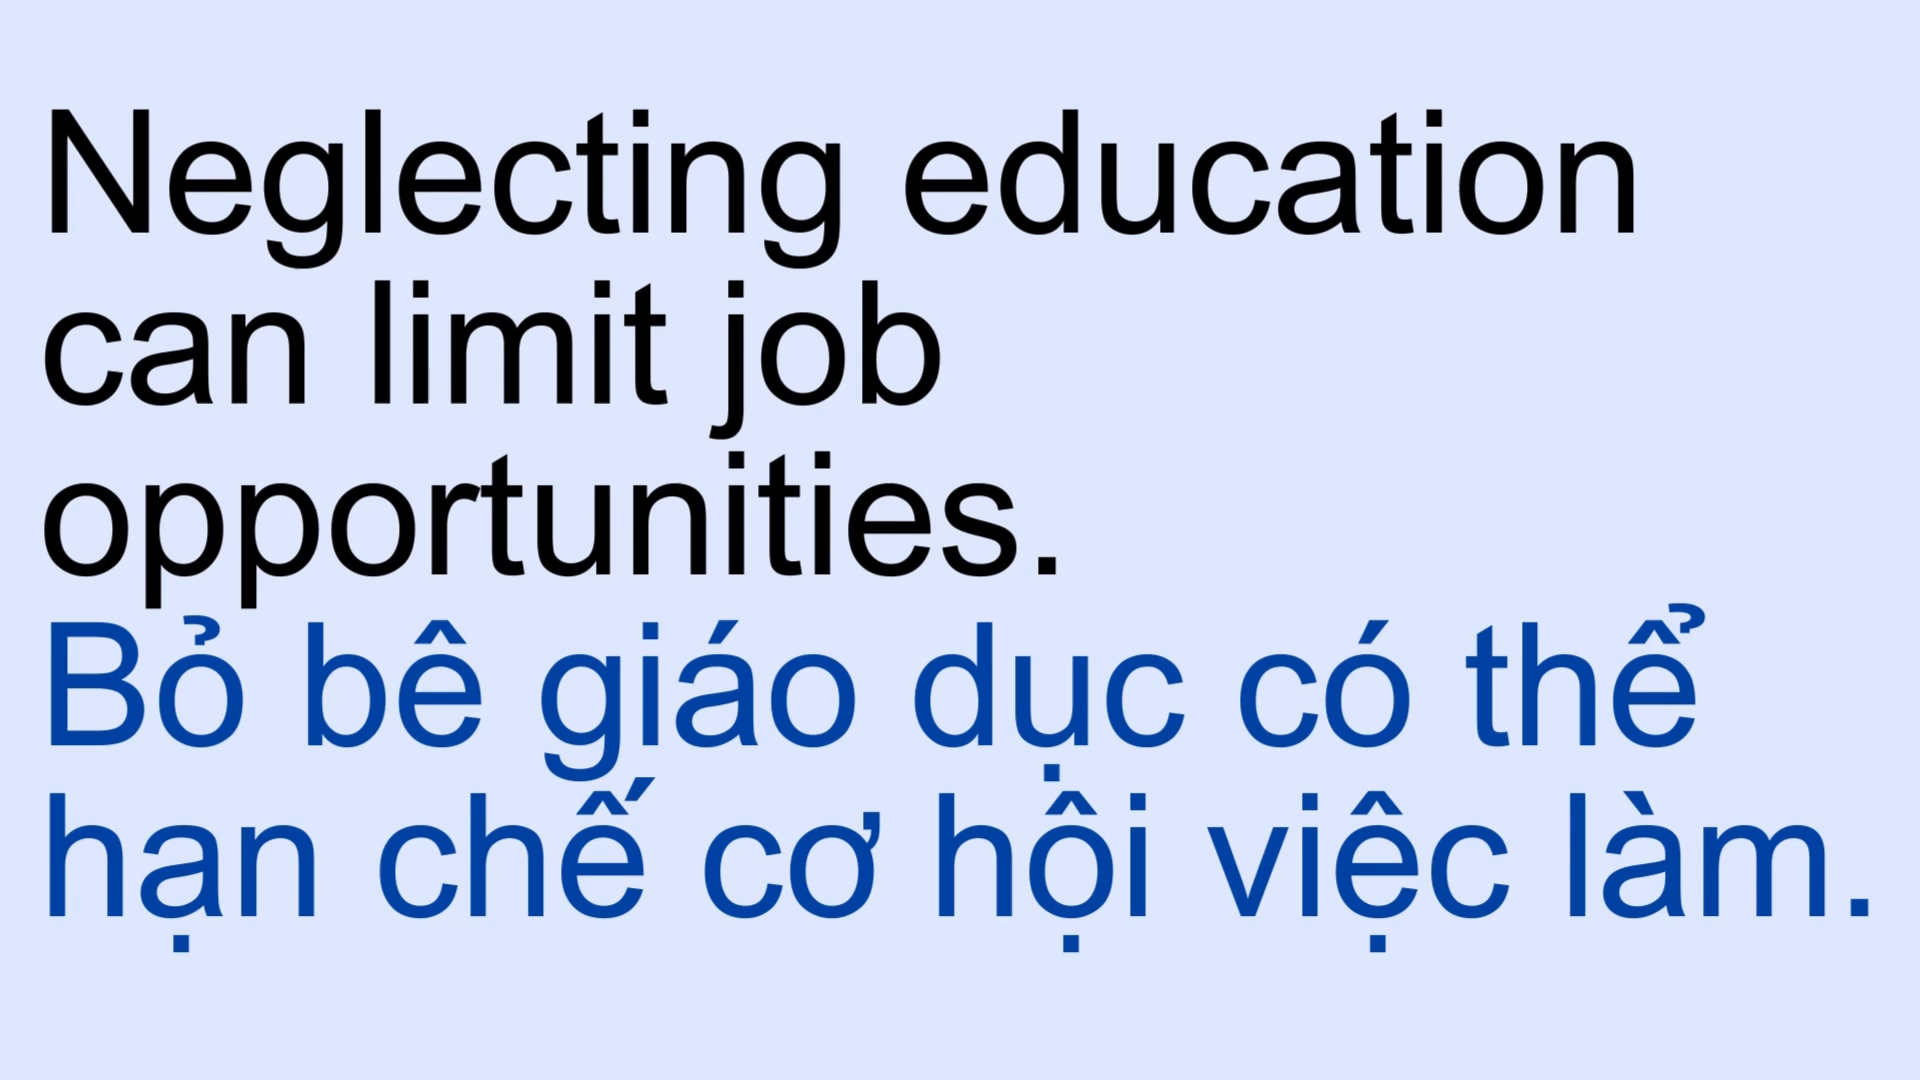 Neglecting education
can limit job
opportunities.
Bỏ bê giáo dục có thể
hạn chế cơ hội việc làm.